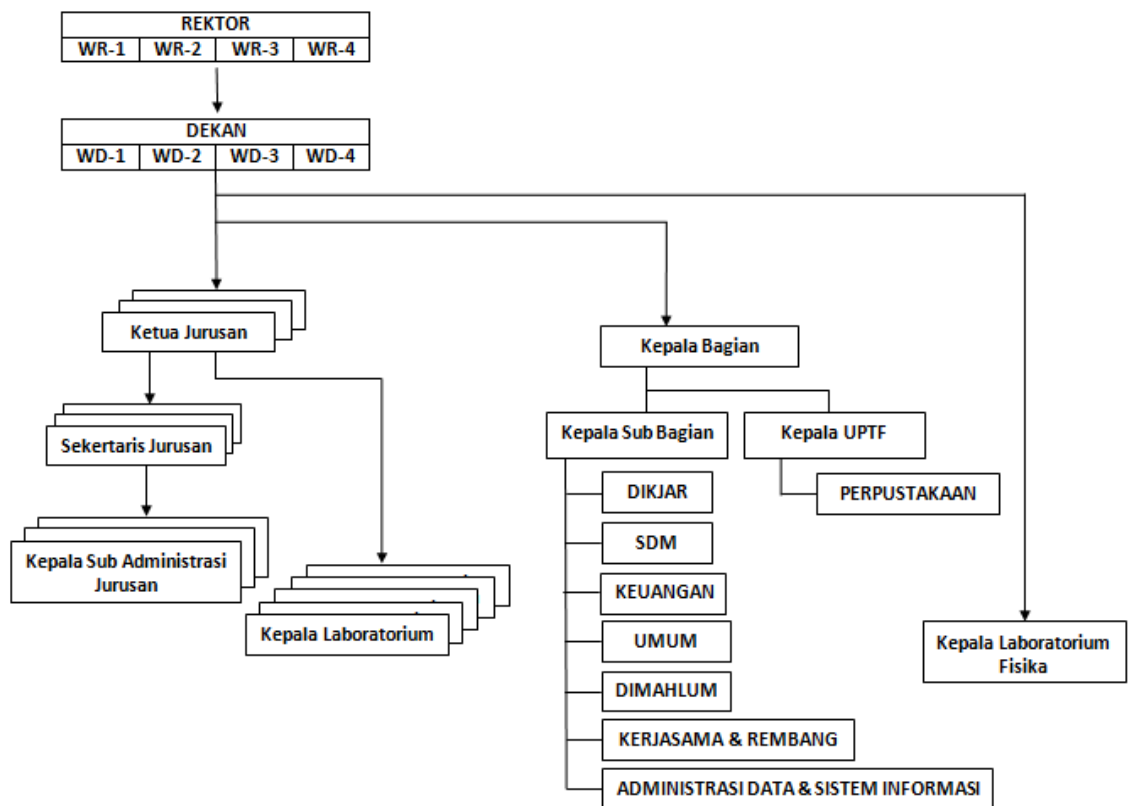 REKTOR
WR-1 WR-2 WR-3 WR-4
DEKAN
WD-1 WD-2 WD-3 WD-4
Ketua Jurusan
Sekertaris Jurusan
Kepala Sub Administrasi
Jurusan
Kepala Laboratorium
Kepala Bagian
Kepala Sub Bagian
DIKJAR
SDM
KEUANGAN
UMUM
DIMAHLUM
KERJASAMA & REMBANG
ADMINISTRASI DATA & SISTEM INFORMASI
Kepala UPTF
PERPUSTAKAAN
Kepala Laboratorium
Fisika